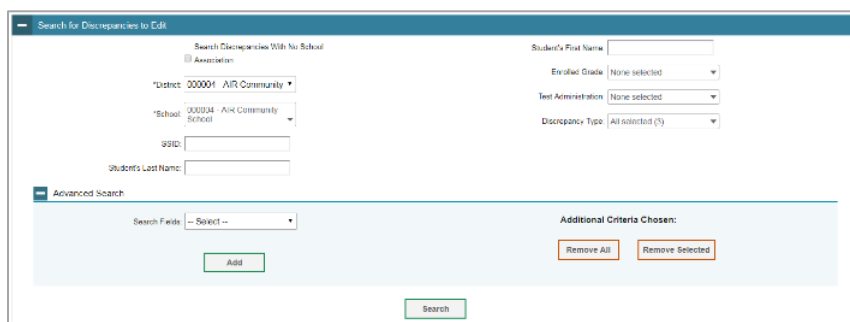 Search for Discrepancies to Edit
Search Discrepancies With No School
Association
*District: 000004 - AIR Community
*School: 000004 - AIR Community
School
SSID:
Student's Last Name:
Student's First Name:
Enrolled Grade: None selected
Test Administration: None selected
Discrepancy Type: All selected (3)
Advanced Search
Search Fields: -- Select --
Add
Additional Criteria Chosen:
Remove All Remove Selected
Search